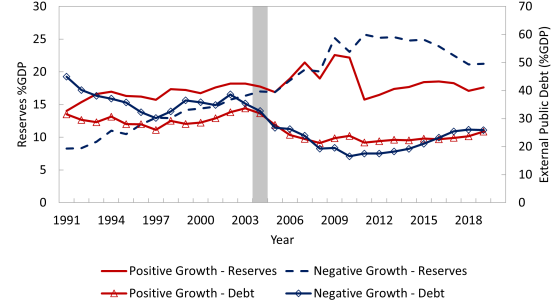 Reserves %GDP
30
25
20
15
10
5
0
70
60
50
40
30
20
10
0
External Public Debt (%GDP)
1991 1994 1997 2000 2003 2006 2009 2012 2015 2018
Year
Positive Growth - Reserves Negative Growth - Reserves
Positive Growth - Debt Negative Growth - Debt